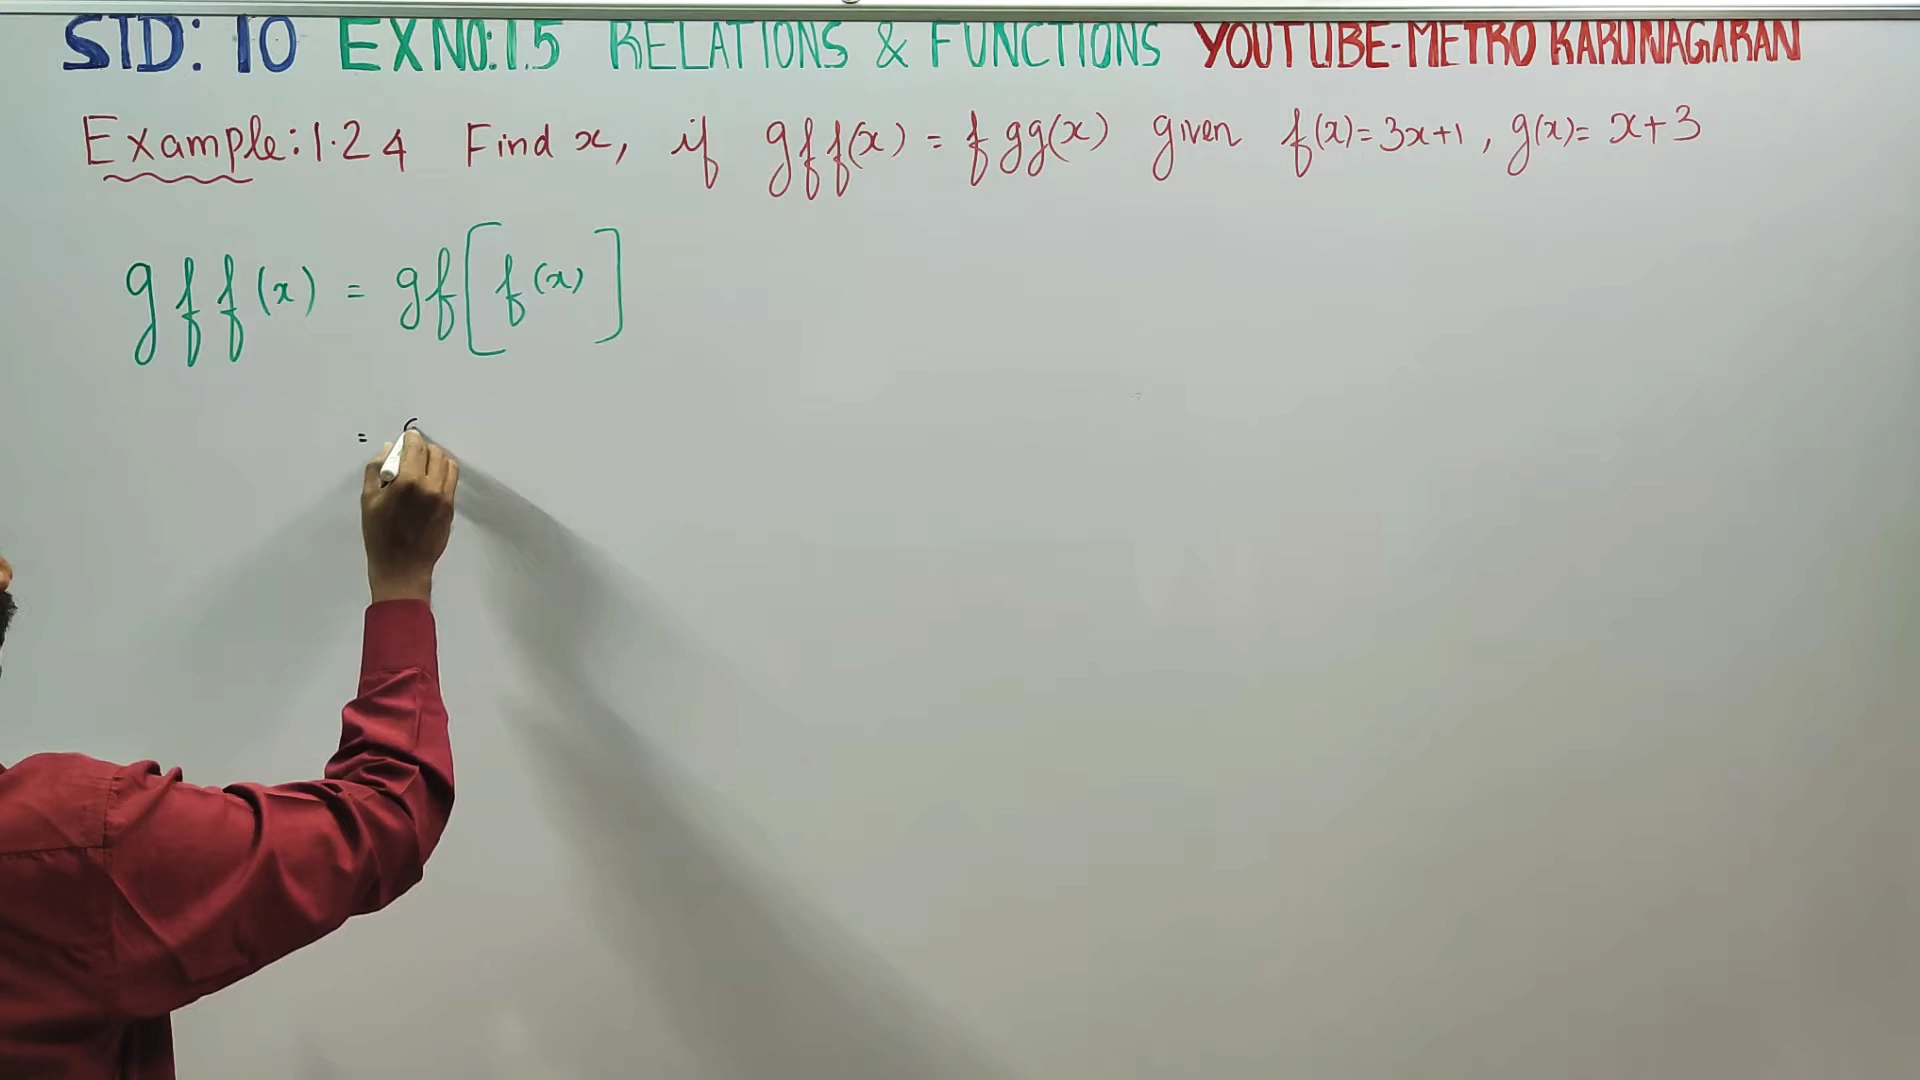 STD: 10 EX NO:1.5 RELATIONS & FUNCTIONS YOUTUBE-METRO KARUNAGARAN
Example:1.24 Find x, if gff(x) = fgg(x) given f(x)=3x+1, g(x)= x+3
gff(x) = gf[f(x)]
=